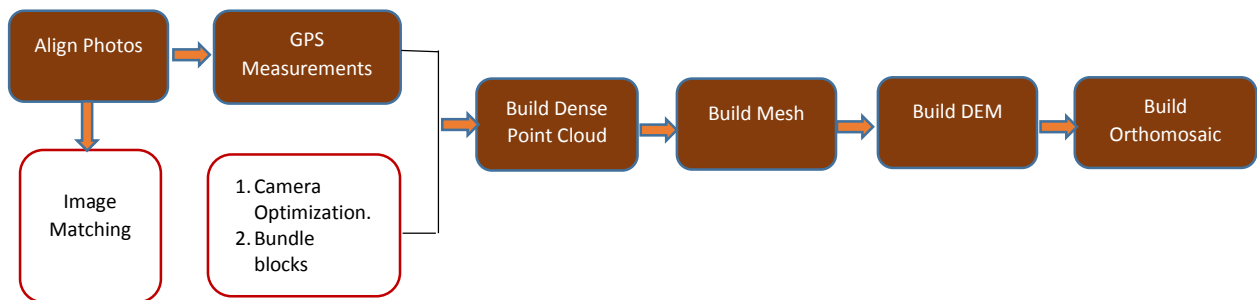 Align Photos
GPS
Measurements
Build Dense
Point Cloud
Build Mesh
Build DEM
Build
Orthomosaic
Image
Matching
1. Camera
Optimization.
2. Bundle
blocks